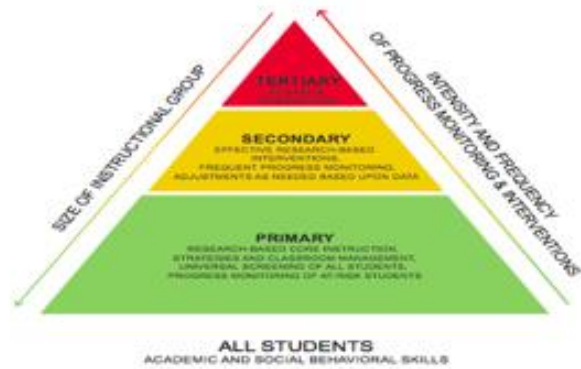 TERTIARY
SECONDARY
EFFECTIVE RESEARCH-BASED
INTERVENTIONS,
FREQUENT PROGRESS MONITORING,
ADJUSTMENTS AS NEEDED BASED UPON DATA
PRIMARY
RESEARCH-BASED CORE INSTRUCTION,
STRATEGIES AND CLASSROOM MANAGEMENT,
UNIVERSAL SCREENING OF ALL STUDENTS,
PROGRESS MONITORING OF AT-RISK STUDENTS
SIZE OF INSTRUCTIONAL GROUP
INTENSITY AND FREQUENCY
OF PROGRESS MONITORING & INTERVENTIONS
ALL STUDENTS
ACADEMIC AND SOCIAL BEHAVIORAL SKILLS